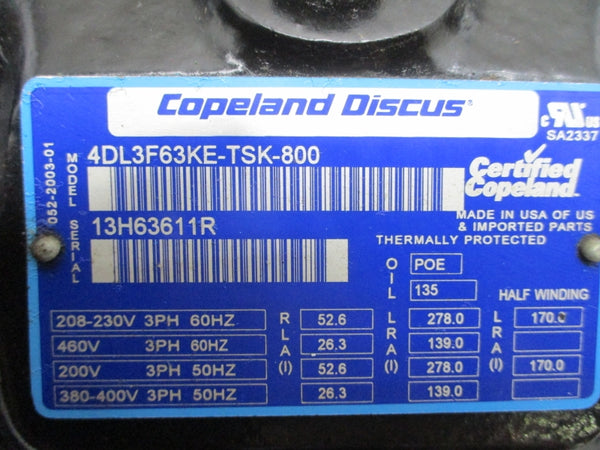 Copeland Discus®
c RU US
SA2337
052-2003-01
MODEL
4DL3F63KE-TSK-800
Certified
Copeland
SERIAL
13H63611R
MADE IN USA OF US
& IMPORTED PARTS
THERMALLY PROTECTED
OIL
POE
135
HALF WINDING
RLA(I)
LRA(I)
LRA(I)
208-230V 3PH 60HZ 52.6 278.0 170.0
460V 3PH 60HZ 26.3 139.0
200V 3PH 50HZ 52.6 278.0 170.0
380-400V 3PH 50HZ 26.3 139.0